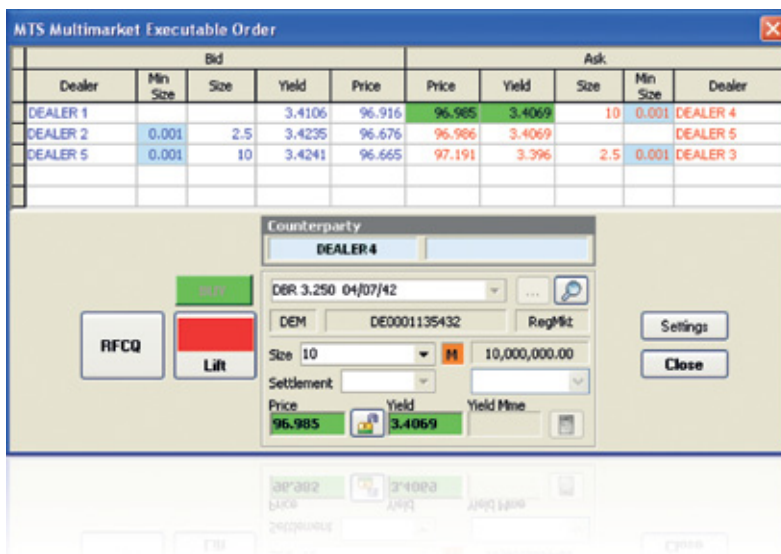 MTS Multimarket Executable Order
Bid Ask
Dealer Min Size Size Yield Price Price Yield Size Min Size Dealer
DEALER 1 3.4106 96.916 96.985 3.4069 10 0.001 DEALER 4
DEALER 2 0.001 2.5 3.4235 96.676 96.986 3.4069 DEALER 5
DEALER 5 0.001 10 3.4241 96.665 97.191 3.396 2.5 0.001 DEALER 3
Counterparty
DEALER4
DBR 3.250 04/07/42 ...
DEM DE0001135432 RegMkt
RFCQ
Lift
Settings
Size 10 M 10,000,000.00
Close
Settlement
Price Yield Yield Mme
96.985 3.4069